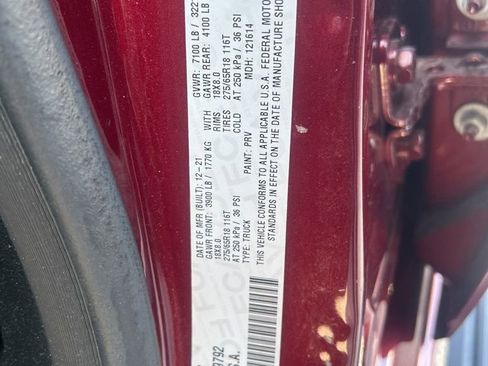 DATE OF MFR (BUILT): 12-21 GVWR: 7100 LB / 322
GAWR FRONT: 3900 LB / 1770 KG WITH GAWR REAR: 4100 LB
18X8.0 RIMS 18X8.0
275/65R18 116T TIRES 275/65R18 116T
AT 250 kPa / 36 PSI COLD AT 250 kPa / 36 PSI
TYPE: TRUCK PAINT: PRV MDH: 121614
THIS VEHICLE CONFORMS TO ALL APPLICABLE U.S.A. FEDERAL MOTOR
STANDARDS IN EFFECT ON THE DATE OF MANUFACTURE SHO
9792
S.A.